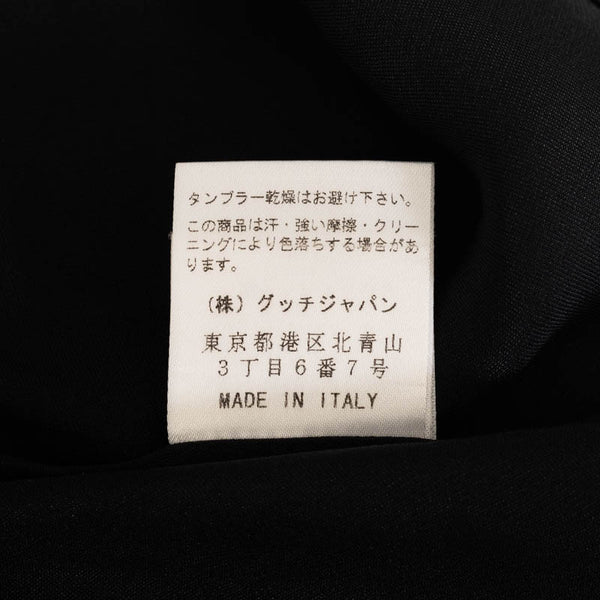 タンブラー乾燥はお避け下さい。
この商品は汗・強い摩擦・クリー
ニングにより色落ちする場合があ
ります。
(株) グッチジャパン
東京都港区北青山
3丁目6番7号
MADE IN ITALY